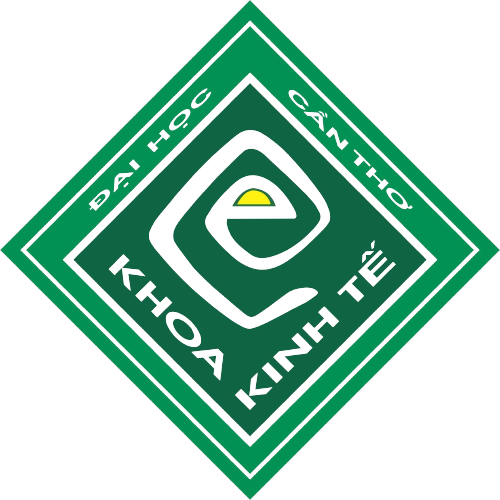 ĐẠI HỌC
CẦN THƠ
e
KHOA
KINH TẾ